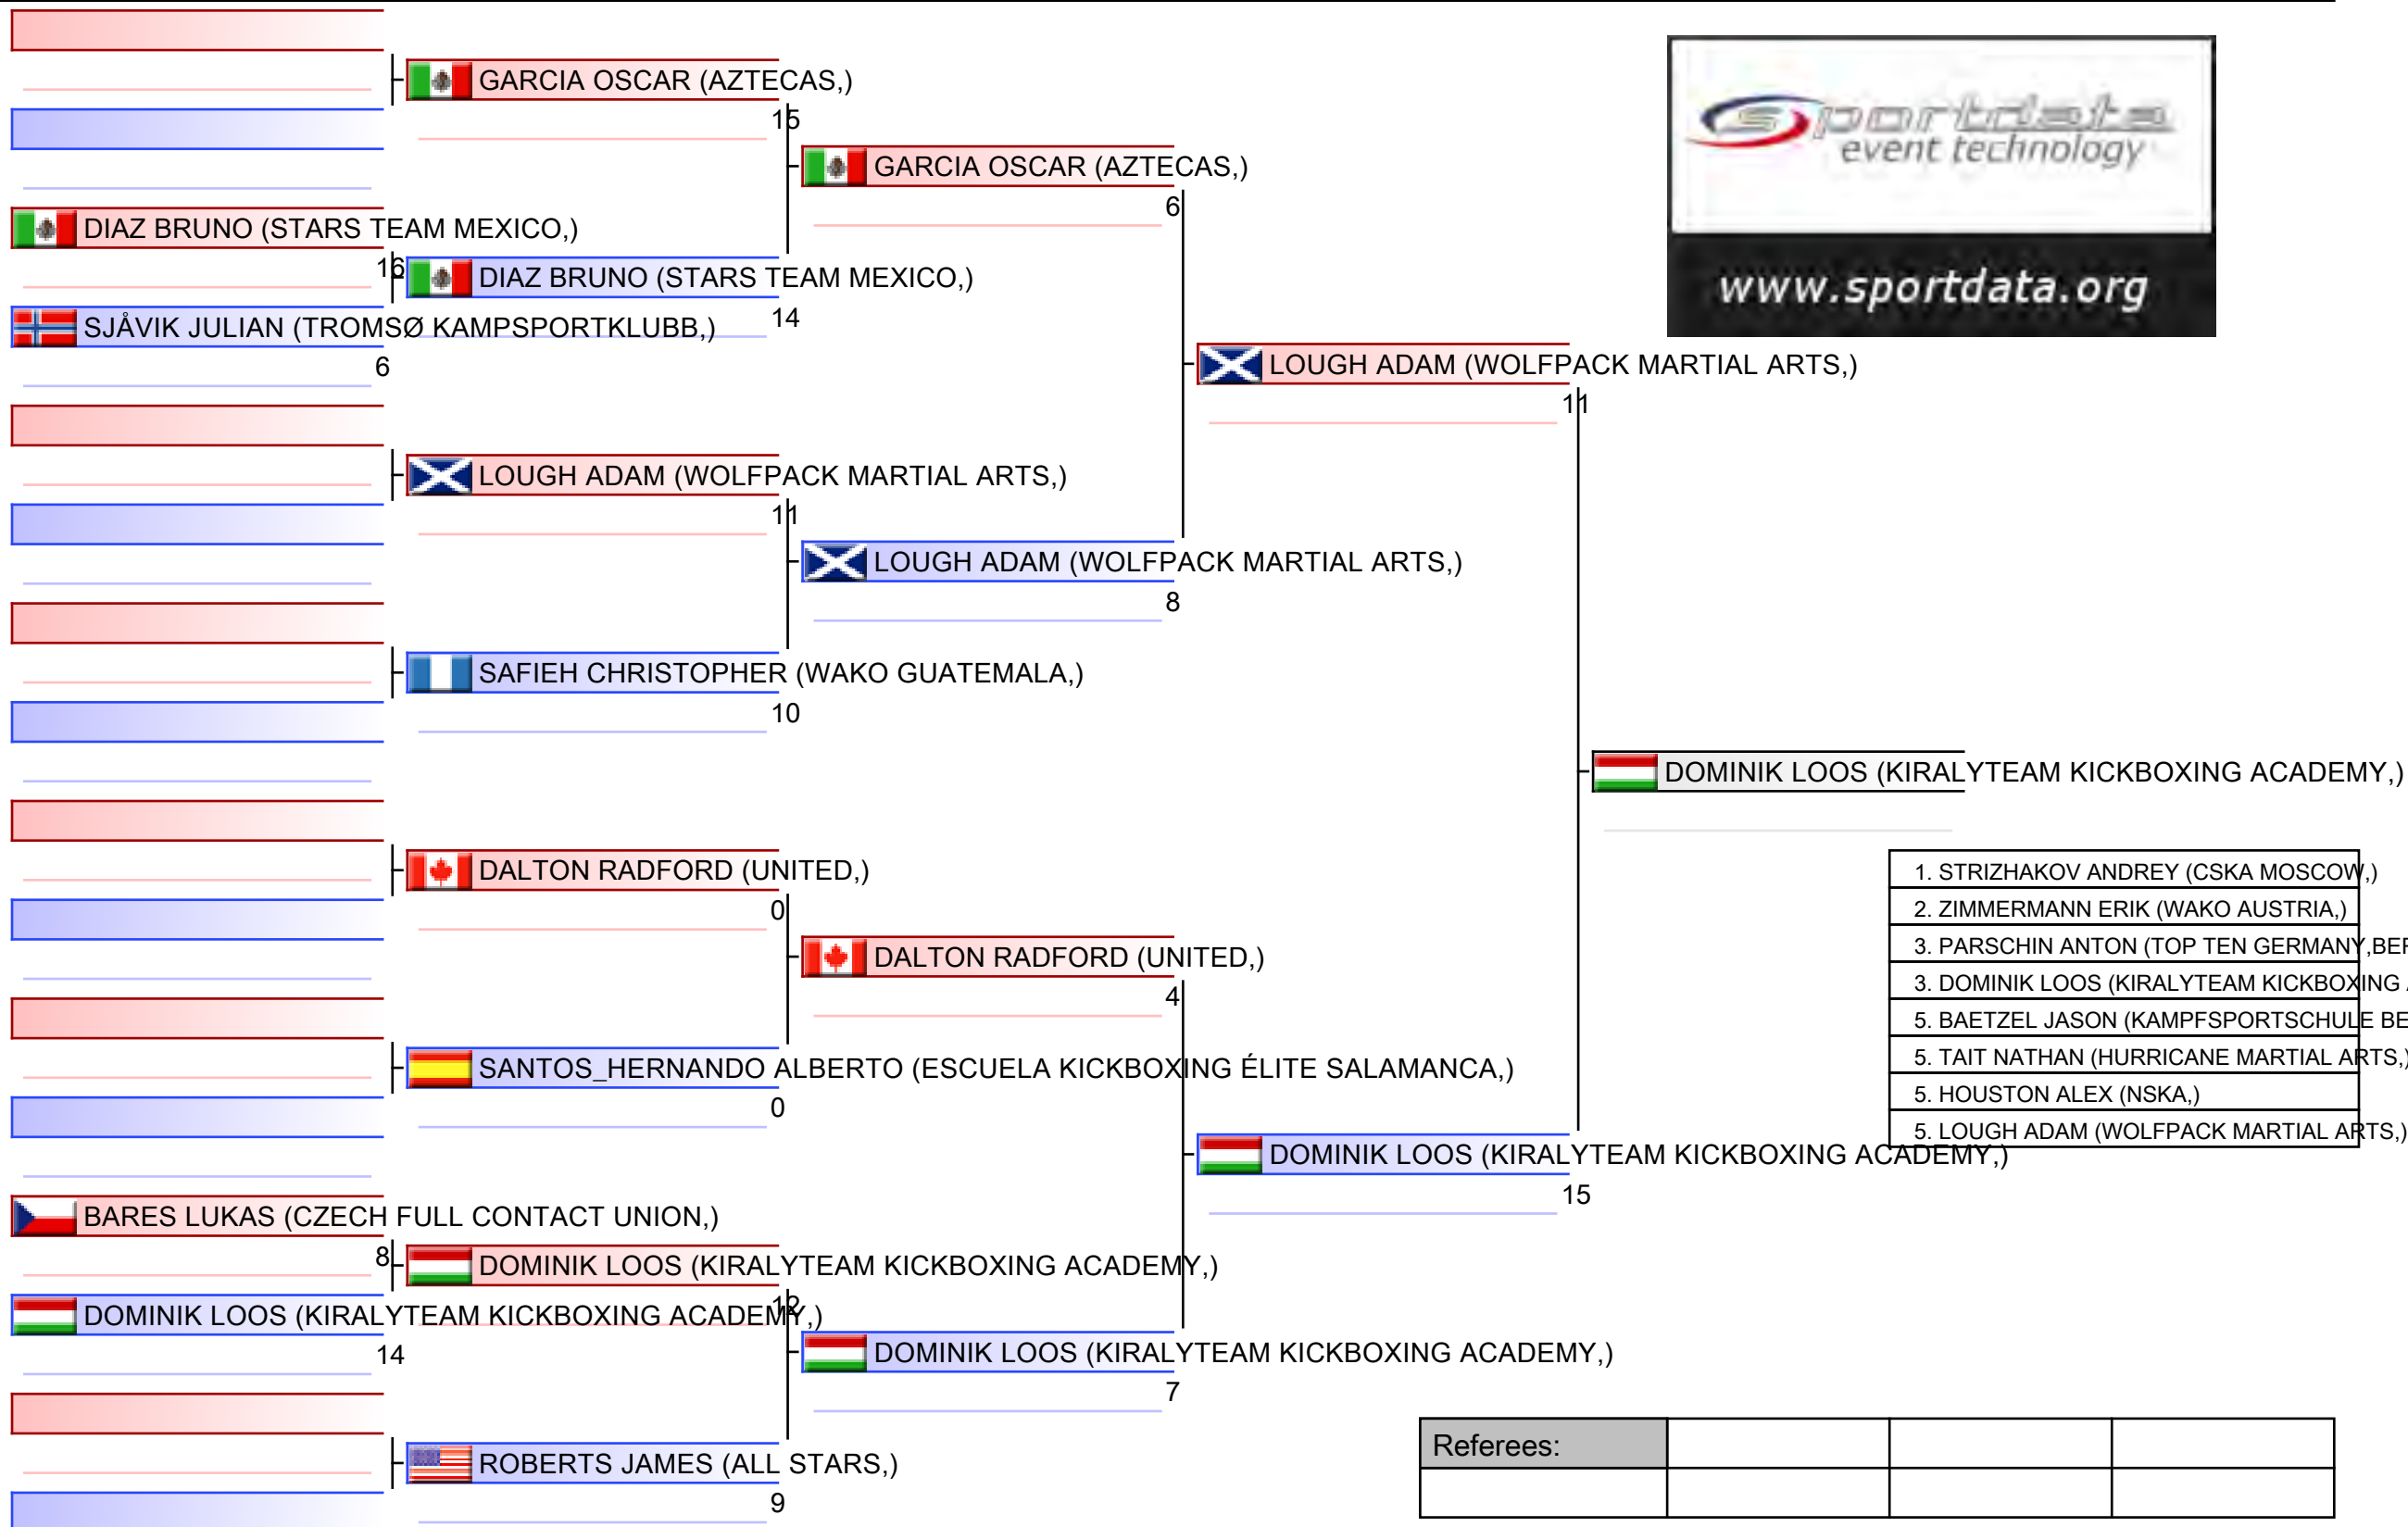 GARCIA OSCAR (AZTECAS,)
15
GARCIA OSCAR (AZTECAS,)
6
sportdata
event technology
www.sportdata.org
DIAZ BRUNO (STARS TEAM MEXICO,)
16
DIAZ BRUNO (STARS TEAM MEXICO,)
14
SJÅVIK JULIAN (TROMSØ KAMPSPORTKLUBB,)
6
LOUGH ADAM (WOLFPACK MARTIAL ARTS,)
11
LOUGH ADAM (WOLFPACK MARTIAL ARTS,)
11
LOUGH ADAM (WOLFPACK MARTIAL ARTS,)
8
SAFIEH CHRISTOPHER (WAKO GUATEMALA,)
10
DOMINIK LOOS (KIRALYTEAM KICKBOXING ACADEMY,)
DALTON RADFORD (UNITED,)
0
DALTON RADFORD (UNITED,)
4
SANTOS_HERNANDO ALBERTO (ESCUELA KICKBOXING ÉLITE SALAMANCA,)
0
1. STRIZHAKOV ANDREY (CSKA MOSCOW,)
2. ZIMMERMANN ERIK (WAKO AUSTRIA,)
3. PARSCHIN ANTON (TOP TEN GERMANY,BER
3. DOMINIK LOOS (KIRALYTEAM KICKBOXING A
5. BAETZEL JASON (KAMPFSPORTSCHULE BE
5. TAIT NATHAN (HURRICANE MARTIAL ARTS,)
5. HOUSTON ALEX (NSKA,)
5. LOUGH ADAM (WOLFPACK MARTIAL ARTS,)
DOMINIK LOOS (KIRALYTEAM KICKBOXING ACADEMY,)
15
BARES LUKAS (CZECH FULL CONTACT UNION,)
8
DOMINIK LOOS (KIRALYTEAM KICKBOXING ACADEMY,)
12
DOMINIK LOOS (KIRALYTEAM KICKBOXING ACADEMY,)
14
DOMINIK LOOS (KIRALYTEAM KICKBOXING ACADEMY,)
7
ROBERTS JAMES (ALL STARS,)
9
Referees: